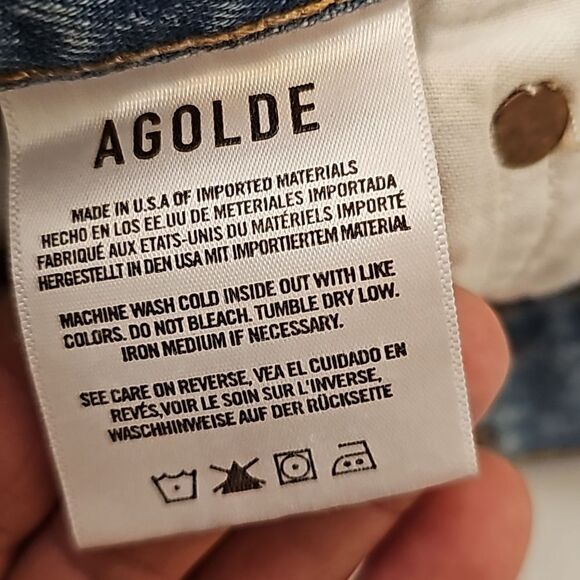 AGOLDE
MADE IN U.S.A OF IMPORTED MATERIALS
HECHO EN LOS EE.UU DE METERIALES IMPORTADA
FABRIQUÉ AUX ETATS-UNIS DU MATÉRIELS IMPORTÉ
HERGESTELLT IN DEN USA MIT IMPORTIERTEM MATERIAL
MACHINE WASH COLD INSIDE OUT WITH LIKE
COLORS. DO NOT BLEACH. TUMBLE DRY LOW.
IRON MEDIUM IF NECESSARY.
SEE CARE ON REVERSE, VEA EL CUIDADO EN
REVÉS,VOIR LE SOIN SUR L'INVERSE,
WASCHHINWEISE AUF DER RÜCKSEITE